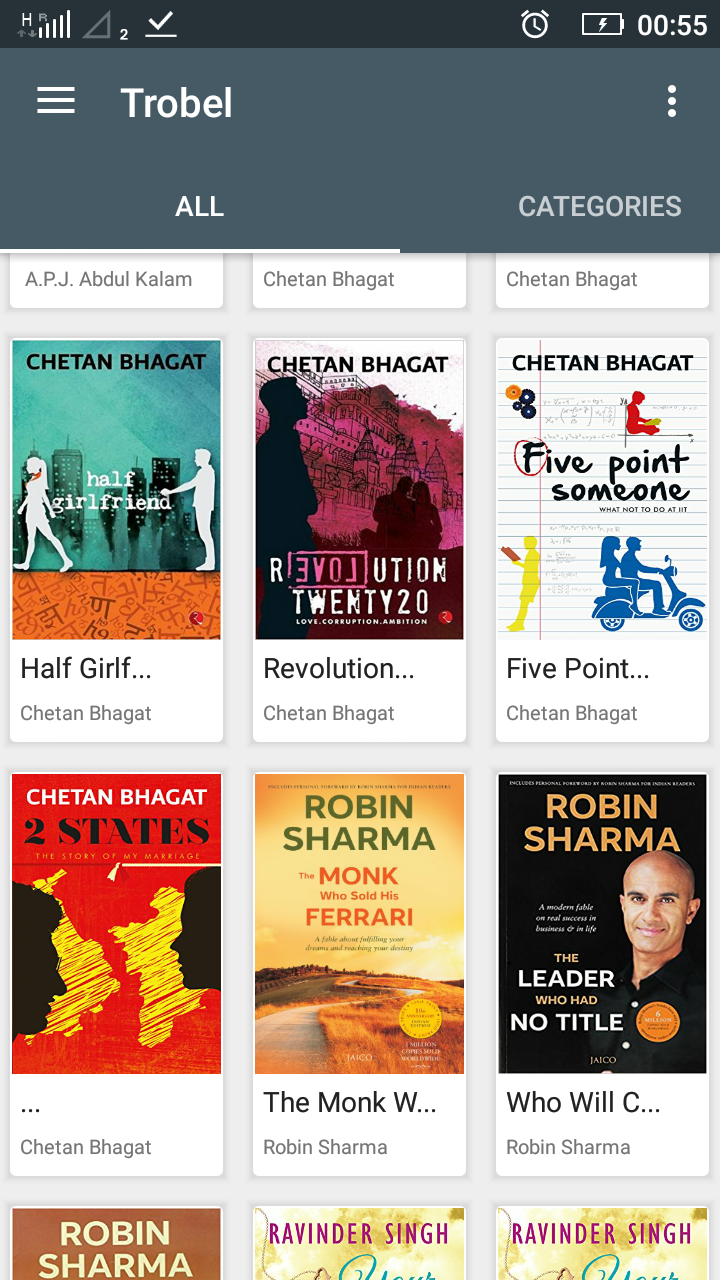 H R 2 00:55
Trobel
ALL CATEGORIES
A.P.J. Abdul Kalam
Chetan Bhagat
Chetan Bhagat
CHETAN BHAGAT
half
girlfriend
Half Girlf...
Chetan Bhagat
CHETAN BHAGAT
REVOLUTION
TWENTY20
LOVE.CORRUPTION.AMBITION
Revolution...
Chetan Bhagat
CHETAN BHAGAT
Five point
someone
WHAT NOT TO DO AT IIT
Five Point...
Chetan Bhagat
CHETAN BHAGAT
2 STATES
THE STORY OF MY MARRIAGE
...
Chetan Bhagat
INCLUDES PERSONAL FOREWORD BY ROBIN SHARMA FOR INDIAN READERS
ROBIN
SHARMA
The MONK
Who Sold His
FERRARI
A fable about fulfilling your
dreams and reaching your destiny
JAICO
The Monk W...
Robin Sharma
INCLUDES PERSONAL FOREWORD BY ROBIN SHARMA FOR INDIAN READERS
ROBIN
SHARMA
A modern fable
on real success in
business & in life
THE
LEADER
WHO HAD
NO TITLE
6
MILLION
JAICO
Who Will C...
Robin Sharma
ROBIN
SHARMA
RAVINDER SINGH
Your
RAVINDER SINGH
Your